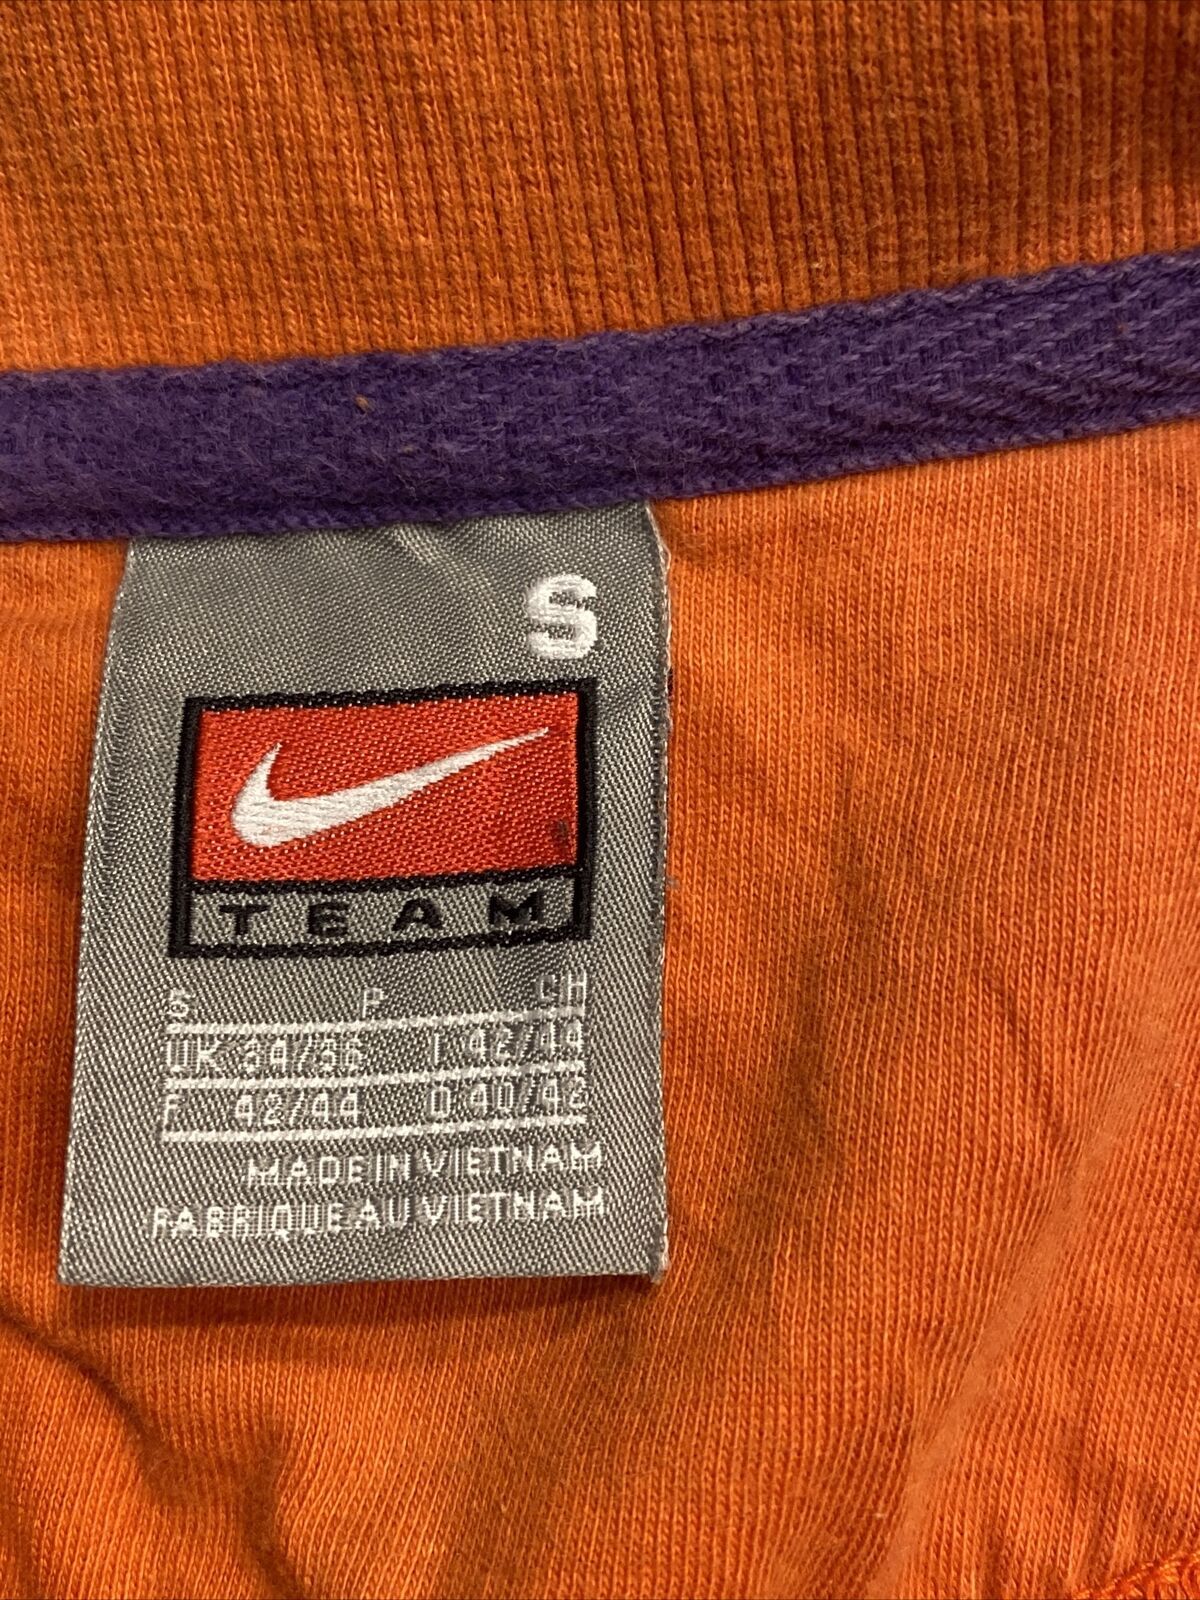 S
TEAM
S P CH
UK 34/36 I 42/44
F 42/44 D 40/42
MADE IN VIETNAM
FABRIQUE AU VIETNAM